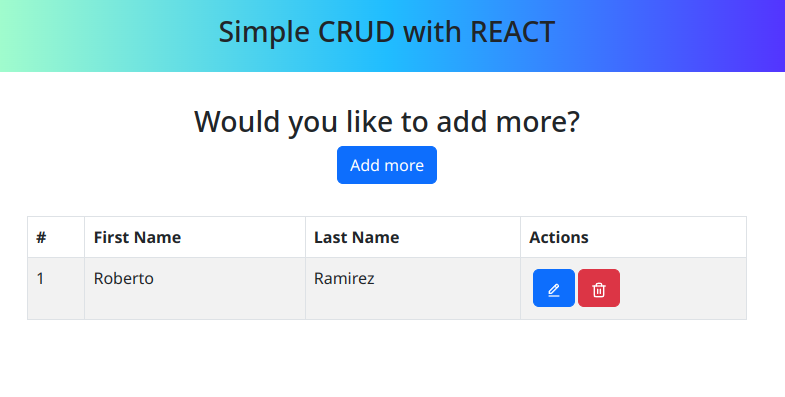 Simple CRUD with REACT
Would you like to add more?
Add more
# First Name Last Name Actions
1 Roberto Ramirez